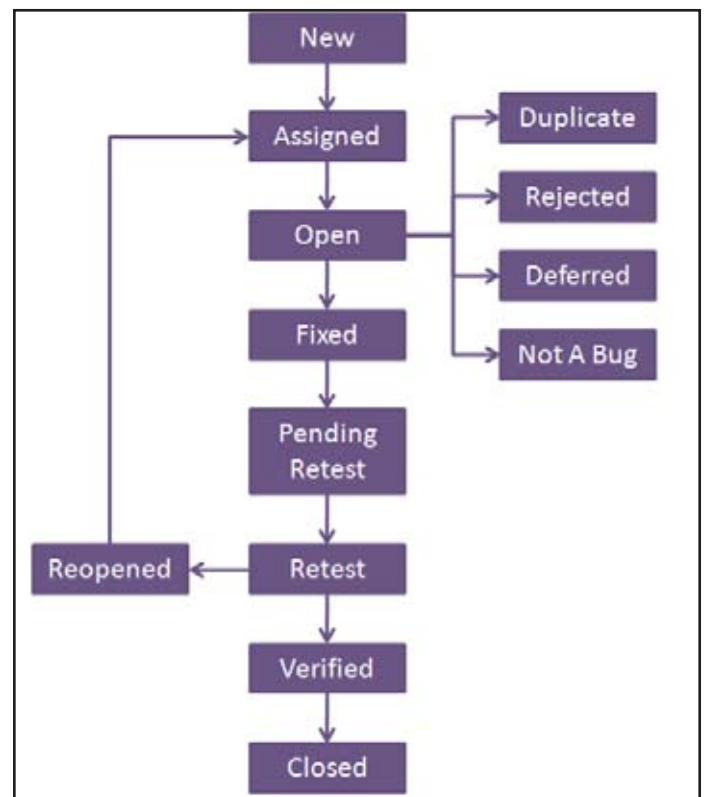 New
Assigned
Open
Fixed
Pending
Retest
Retest
Verified
Closed
Reopened
Duplicate
Rejected
Deferred
Not A Bug